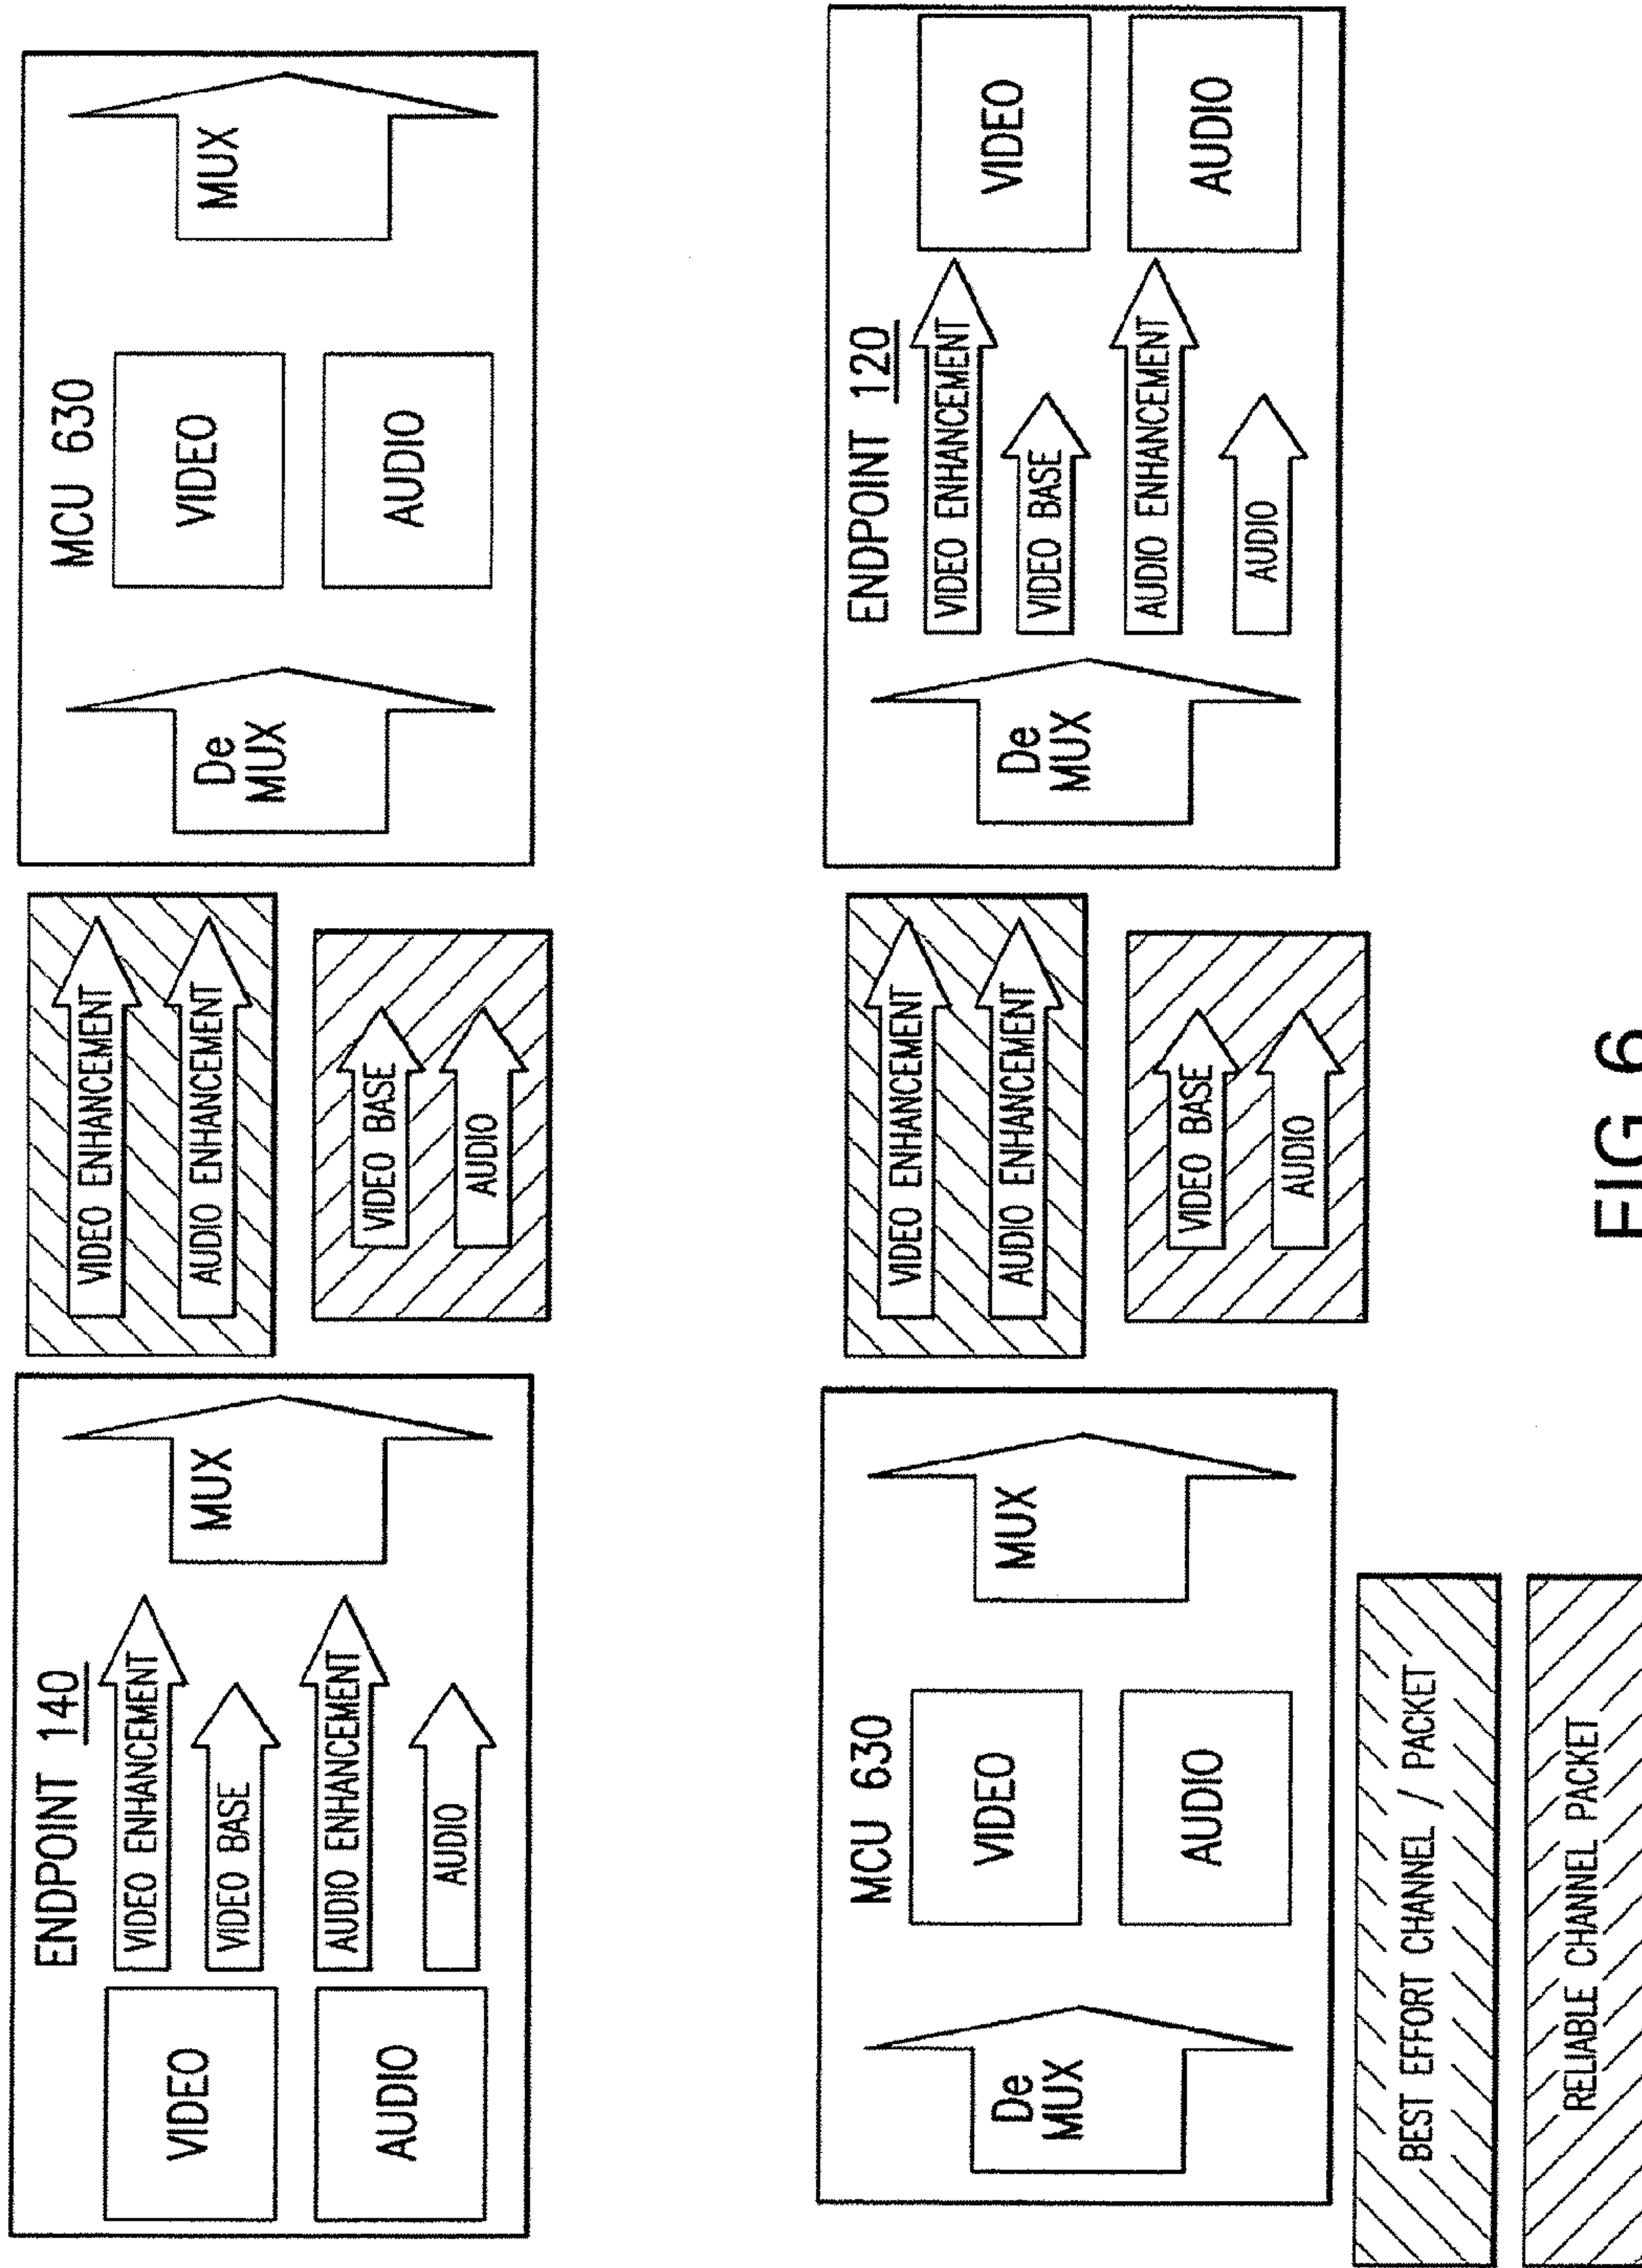 ENDPOINT 140
VIDEO
AUDIO
VIDEO ENHANCEMENT
VIDEO BASE
AUDIO ENHANCEMENT
AUDIO
MUX
VIDEO ENHANCEMENT
AUDIO ENHANCEMENT
VIDEO BASE
AUDIO
MCU 630
De
MUX
VIDEO
AUDIO
MUX
MCU 630
De
MUX
VIDEO
AUDIO
MUX
VIDEO ENHANCEMENT
AUDIO ENHANCEMENT
VIDEO BASE
AUDIO
ENDPOINT 120
De
MUX
VIDEO ENHANCEMENT
VIDEO BASE
AUDIO ENHANCEMENT
AUDIO
VIDEO
AUDIO
BEST EFFORT CHANNEL / PACKET
RELIABLE CHANNEL PACKET
FIG 6